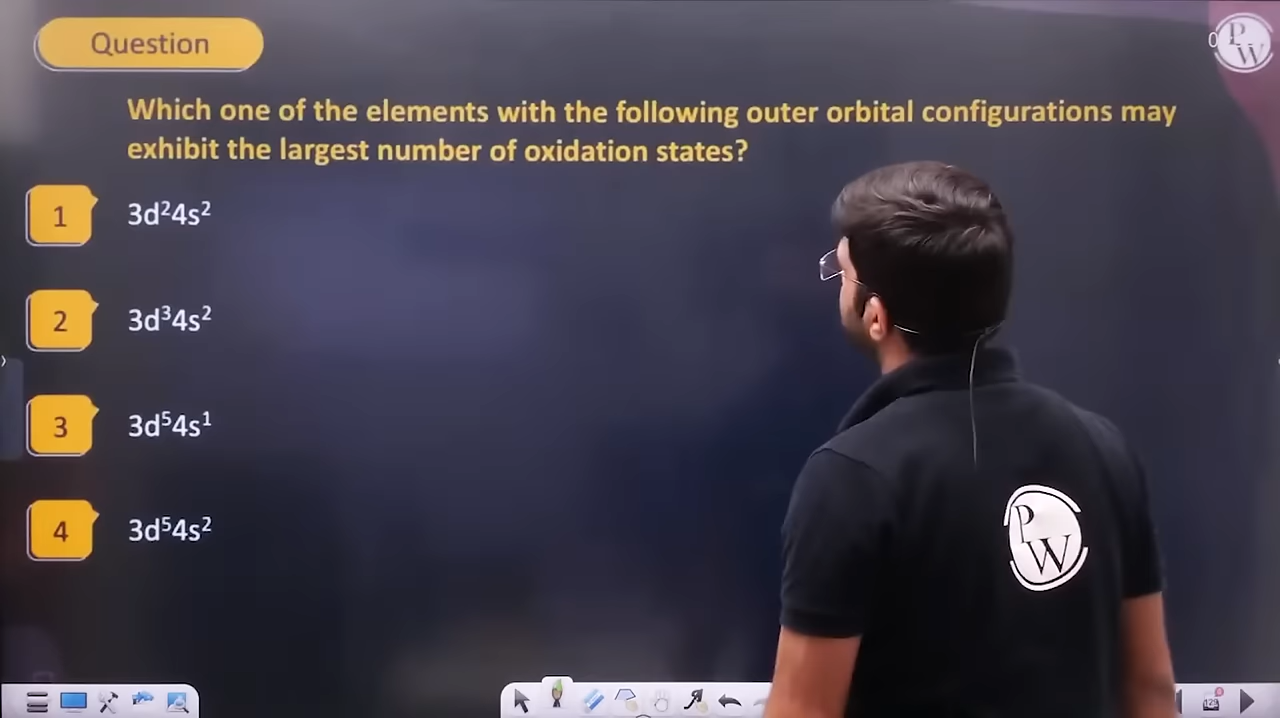 Question
Which one of the elements with the following outer orbital configurations may
exhibit the largest number of oxidation states?
1 3d²4s²
2 3d³4s²
3 3d⁵4s¹
4 3d⁵4s²
PW
PW